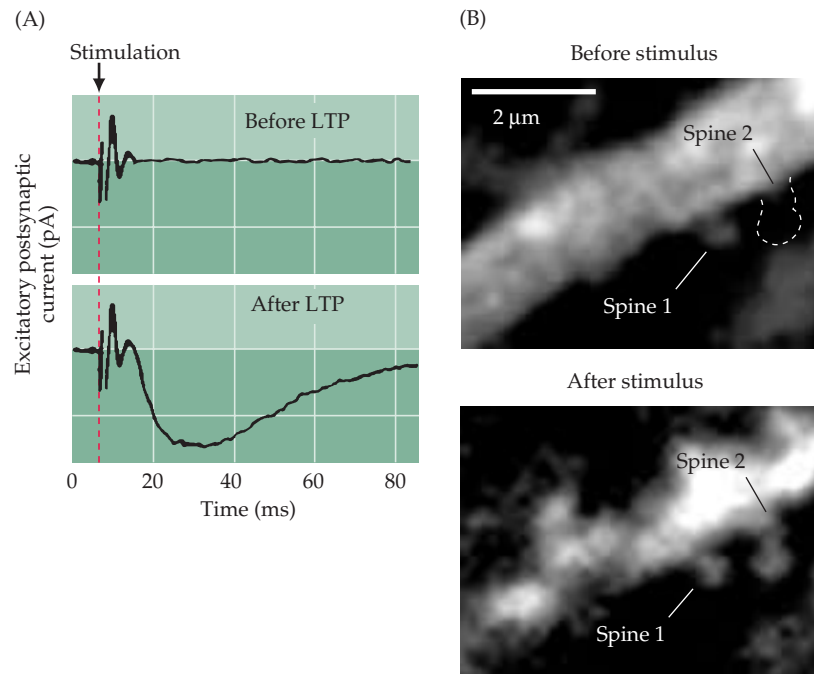 (A)
Stimulation
Before LTP
After LTP
Excitatory postsynaptic
current (pA)
0
20
40
60
80
Time (ms)
(B)
Before stimulus
2 µm
Spine 2
Spine 1
After stimulus
Spine 2
Spine 1